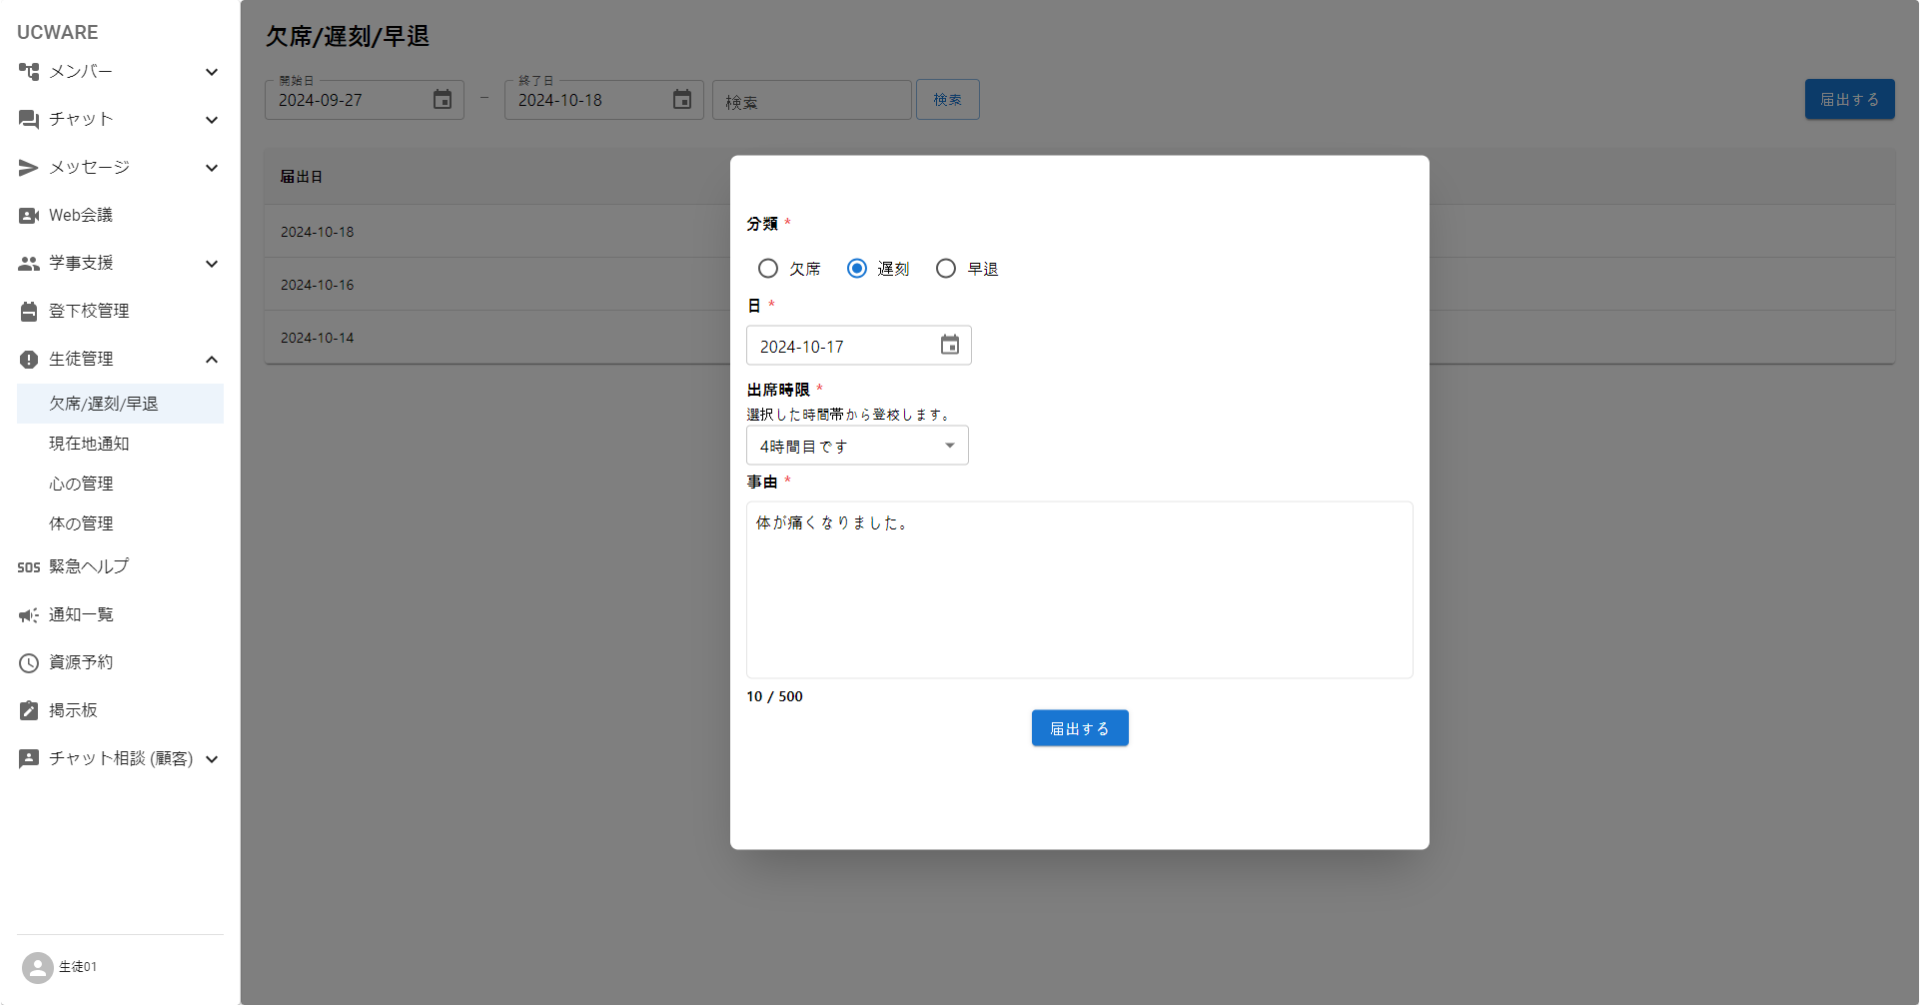 UCWARE
メンバー
チャット
メッセージ
Web会議
学事支援
登下校管理
生徒管理
欠席/遅刻/早退
現在地通知
心の管理
体の管理
SOS 緊急ヘルプ
通知一覧
資源予約
掲示板
チャット相談 (顧客)
生徒01
欠席/遅刻/早退
開始日
2024-09-27
–
終了日
2024-10-18
検索
検索
届出する
届出日
2024-10-18
2024-10-16
2024-10-14
分類 *
欠席 遅刻 早退
日 *
2024-10-17
出席時限 *
選択した時間帯から登校します。
4時間目です
事由 *
体が痛くなりました。
10 / 500
届出する